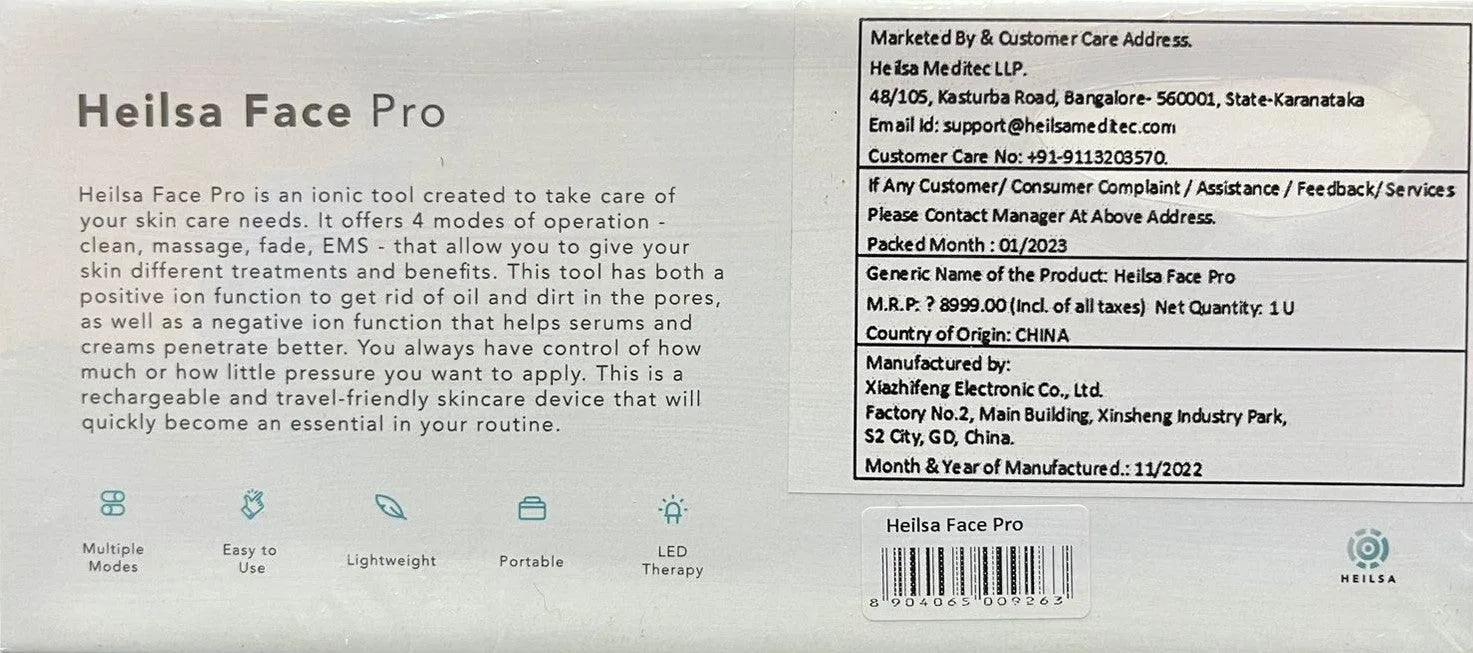 Heilsa Face Pro
Heilsa Face Pro is an ionic tool created to take care of
your skin care needs. It offers 4 modes of operation -
clean, massage, fade, EMS - that allow you to give your
skin different treatments and benefits. This tool has both a
positive ion function to get rid of oil and dirt in the pores,
as well as a negative ion function that helps serums and
creams penetrate better. You always have control of how
much or how little pressure you want to apply. This is a
rechargeable and travel-friendly skincare device that will
quickly become an essential in your routine.
Multiple
Modes
Easy to
Use
Lightweight
Portable
LED
Therapy
Marketed By & Customer Care Address.
Heilsa Meditec LLP.
48/105, Kasturba Road, Bangalore- 560001, State-Karanataka
Email Id: support@heilsameditec.com
Customer Care No: +91-9113203570.
If Any Customer/ Consumer Complaint / Assistance / Feedback/ Services
Please Contact Manager At Above Address.
Packed Month : 01/2023
Generic Name of the Product: Heilsa Face Pro
M.R.P: ? 8999.00 (Incl. of all taxes) Net Quantity: 1 U
Country of Origin: CHINA
Manufactured by:
Xiazhifeng Electronic Co., Ltd.
Factory No.2, Main Building, Xinsheng Industry Park,
S2 City, GD, China.
Month & Year of Manufactured.: 11/2022
Heilsa Face Pro
8 904065 009263
HEILSA